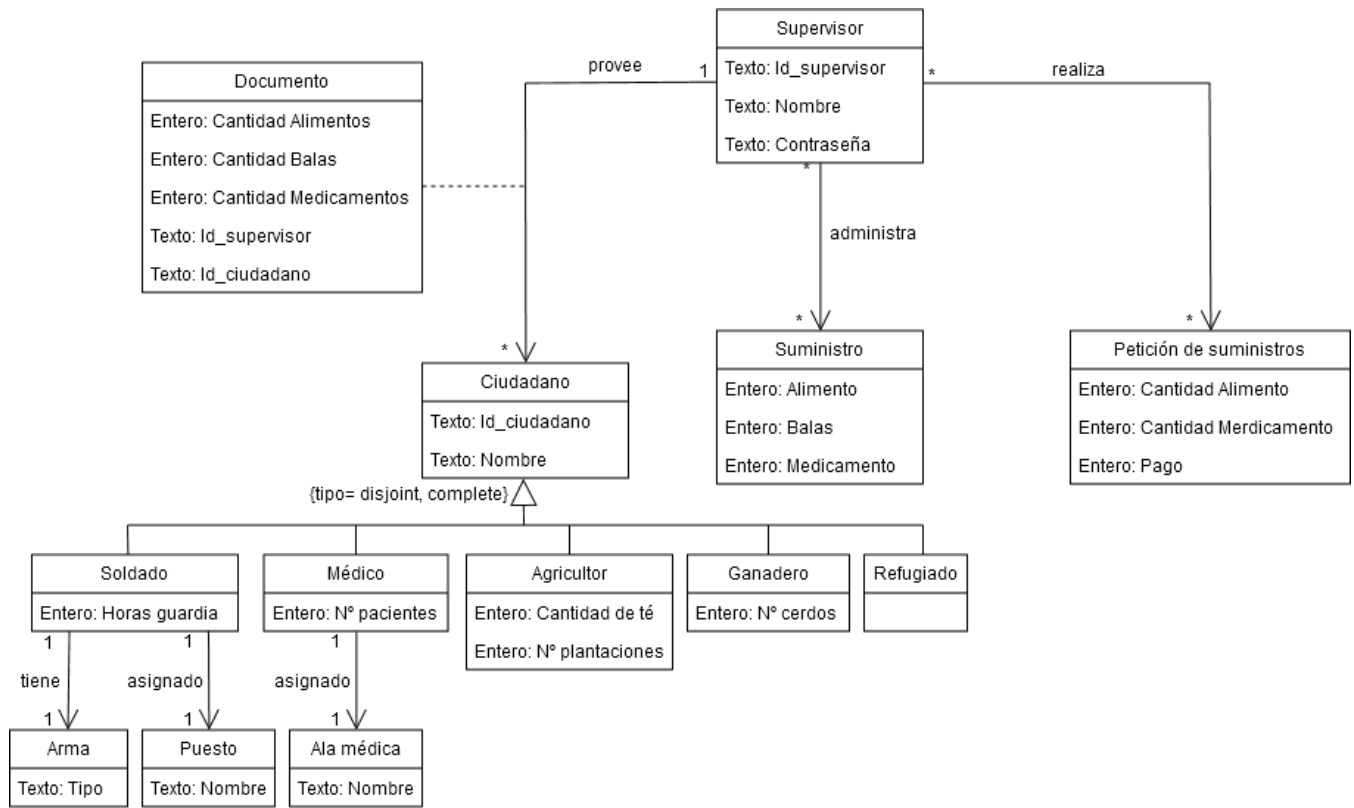 Supervisor
Texto: Id_supervisor
Texto: Nombre
Texto: Contraseña
provee
1
*
realiza
Documento
Entero: Cantidad Alimentos
Entero: Cantidad Balas
Entero: Cantidad Medicamentos
Texto: Id_supervisor
Texto: Id_ciudadano
*
administra
*
*
*
Ciudadano
Texto: Id_ciudadano
Texto: Nombre
Suministro
Entero: Alimento
Entero: Balas
Entero: Medicamento
Petición de suministros
Entero: Cantidad Alimento
Entero: Cantidad Merdicamento
Entero: Pago
{tipo= disjoint, complete}
Soldado
Entero: Horas guardia
Médico
Entero: Nº pacientes
Agricultor
Entero: Cantidad de té
Entero: Nº plantaciones
Ganadero
Entero: Nº cerdos
Refugiado
1
1
1
tiene
asignado
asignado
1
1
1
Arma
Texto: Tipo
Puesto
Texto: Nombre
Ala médica
Texto: Nombre